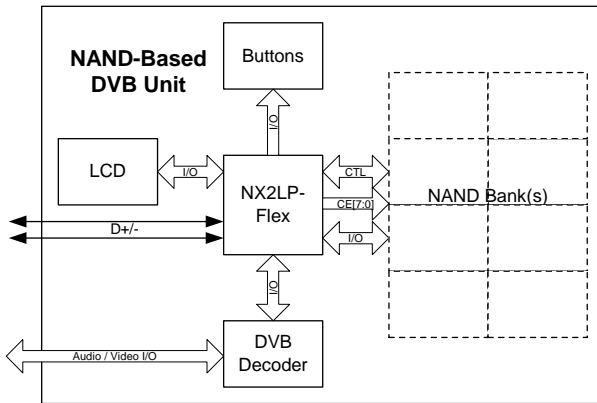 NAND-Based
DVB Unit
Buttons
I/O
LCD
I/O
NX2LP-
Flex
CTL
CE[7:0]
I/O
NAND Bank(s)
D+/-
I/O
Audio / Video I/O
DVB
Decoder